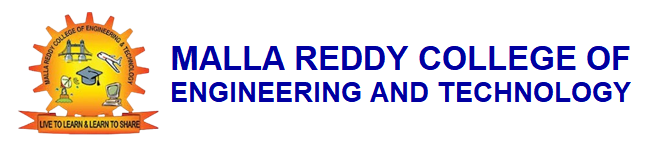 MALLA REDDY COLLEGE OF ENGINEERING & TECHNOLOGY
LIVE TO LEARN & LEARN TO SHARE
MALLA REDDY COLLEGE OF
ENGINEERING AND TECHNOLOGY